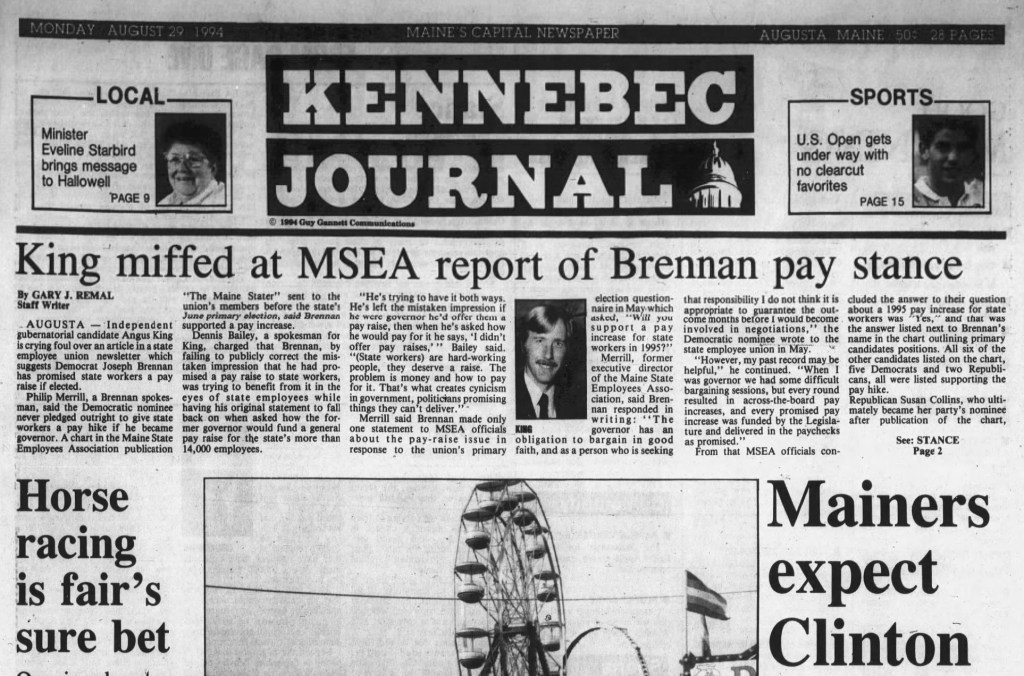 MONDAY AUGUST 29 1994
MAINE'S CAPITAL NEWSPAPER
AUGUSTA MAINE 50¢ 28 PAGES
LOCAL
Minister
Eveline Starbird
brings message
to Hallowell
PAGE 9
KENNEBEC
JOURNAL
© 1994 Guy Gannett Communications
SPORTS
U.S. Open gets
under way with
no clearcut
favorites
PAGE 15
King miffed at MSEA report of Brennan pay stance
By GARY J. REMAL
Staff Writer
AUGUSTA — Independent
gubernatorial candidate Angus King
is crying foul over an article in a state
employee union newsletter which
suggests Democrat Joseph Brennan
has promised state workers a pay
raise if elected.
Philip Merrill, a Brennan spokes-
man, said the Democratic nominee
never pledged outright to give state
workers a pay hike if he became
governor. A chart in the Maine State
Employees Association publication
"The Maine Stater" sent to the
union's members before the state's
June primary election, said Brennan
supported a pay increase.
Dennis Bailey, a spokesman for
King, charged that Brennan, by
failing to publicly correct the mis-
taken impression that he had pro-
mised a pay raise to state workers,
was trying to benefit from it in the
eyes of state employees while
having his original statement to fall
back on when asked how the for-
mer governor would fund a general
pay raise for the state's more than
14,000 employees.
"He's trying to have it both ways.
He's left the mistaken impression if
he were governor he'd offer them a
pay raise, then when he's asked how
he would pay for it he says, 'I didn't
offer pay raises,'" Bailey said.
"(State workers) are hard-working
people, they deserve a raise. The
problem is money and how to pay
for it. That's what creates cynicism
in government, politicians promising
things they can't deliver."
Merrill said Brennan made only
one statement to MSEA officials
about the pay-raise issue in
response to the union's primary
KING
election question-
naire in May which
asked, "Will you
support a pay
increase for state
workers in 1995?"
Merrill, former
executive director
of the Maine State
Employees Asso-
ciation, said Bren-
nan responded in
writing: "The
governor has an
obligation to bargain in good
faith, and as a person who is seeking
that responsibility I do not think it is
appropriate to guarantee the out-
come months before I would become
involved in negotiations," the
Democratic nominee wrote to the
state employee union in May.
"However, my past record may be
helpful," he continued. "When I
was governor we had some difficult
bargaining sessions, but every round
resulted in across-the-board pay
increases, and every promised pay
increase was funded by the Legisla-
ture and delivered in the paychecks
as promised."
From that MSEA officials con-
cluded the answer to their question
about a 1995 pay increase for state
workers was "Yes," and that was
the answer listed next to Brennan's
name in the chart outlining primary
candidates positions. All six of the
other candidates listed on the chart,
five Democrats and two Republi-
cans, all were listed supporting the
pay hike.
Republican Susan Collins, who ulti-
mately became her party's nominee
after publication of the chart,
See: STANCE
Page 2
Horse
racing
is fair's
sure bet
Mainers
expect
Clinton